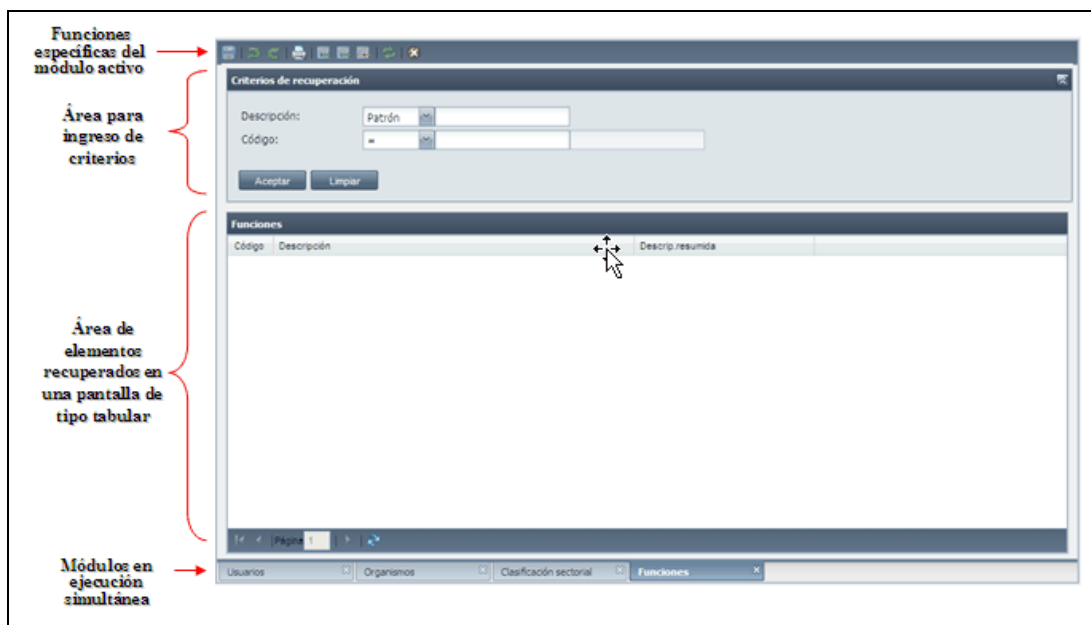 Funciones
específicas del
módulo activo
Criterios de recuperación
Área para
ingreso de
criterios
Descripción: Patrón
Código: =
Aceptar Limpiar
Funciones
Código Descripción Descrip.resumida
Área de
elementos
recuperados en
una pantalla de
tipo tabular
Página 1
Módulos en
ejecución
simultánea
Usuarios Organismos Clasificación sectorial Funciones